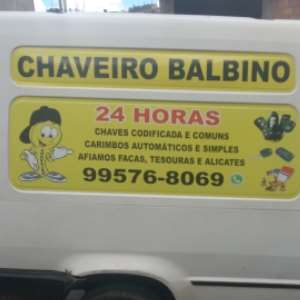 CHAVEIRO BALBINO
24 HORAS
CHAVES CODIFICADA E COMUNS
CARIMBOS AUTOMÁTICOS E SIMPLES
AFIAMOS FACAS, TESOURAS E ALICATES
99576-8069